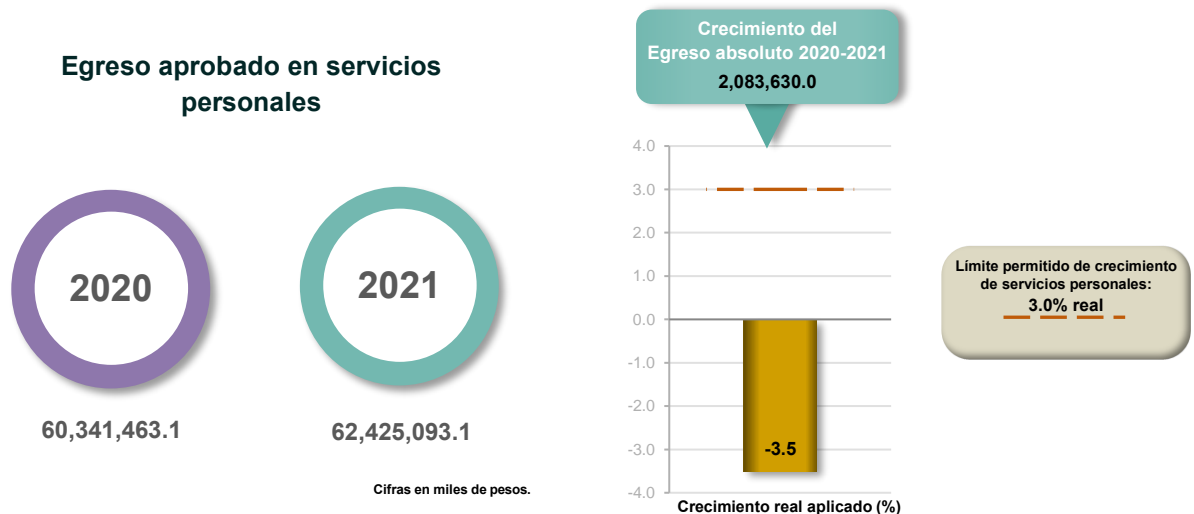 Egreso aprobado en servicios
personales
2020
2021
60,341,463.1
62,425,093.1
Cifras en miles de pesos.
Crecimiento del
Egreso absoluto 2020-2021
2,083,630.0
4.0
3.0
2.0
1.0
0.0
-1.0
-2.0
-3.0
-4.0
-3.5
Crecimiento real aplicado (%)
Límite permitido de crecimiento
de servicios personales:
3.0% real